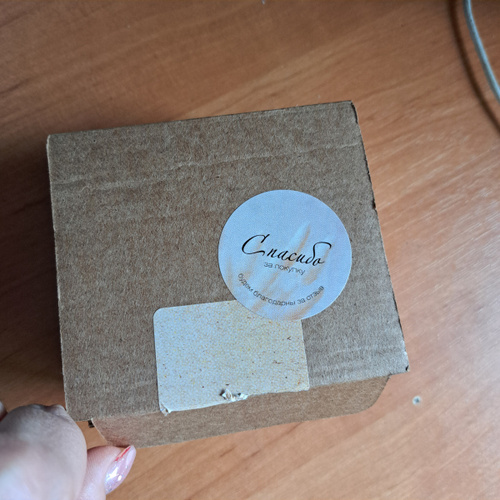 Спасибо
за покупку
будем благодарны за отзыв